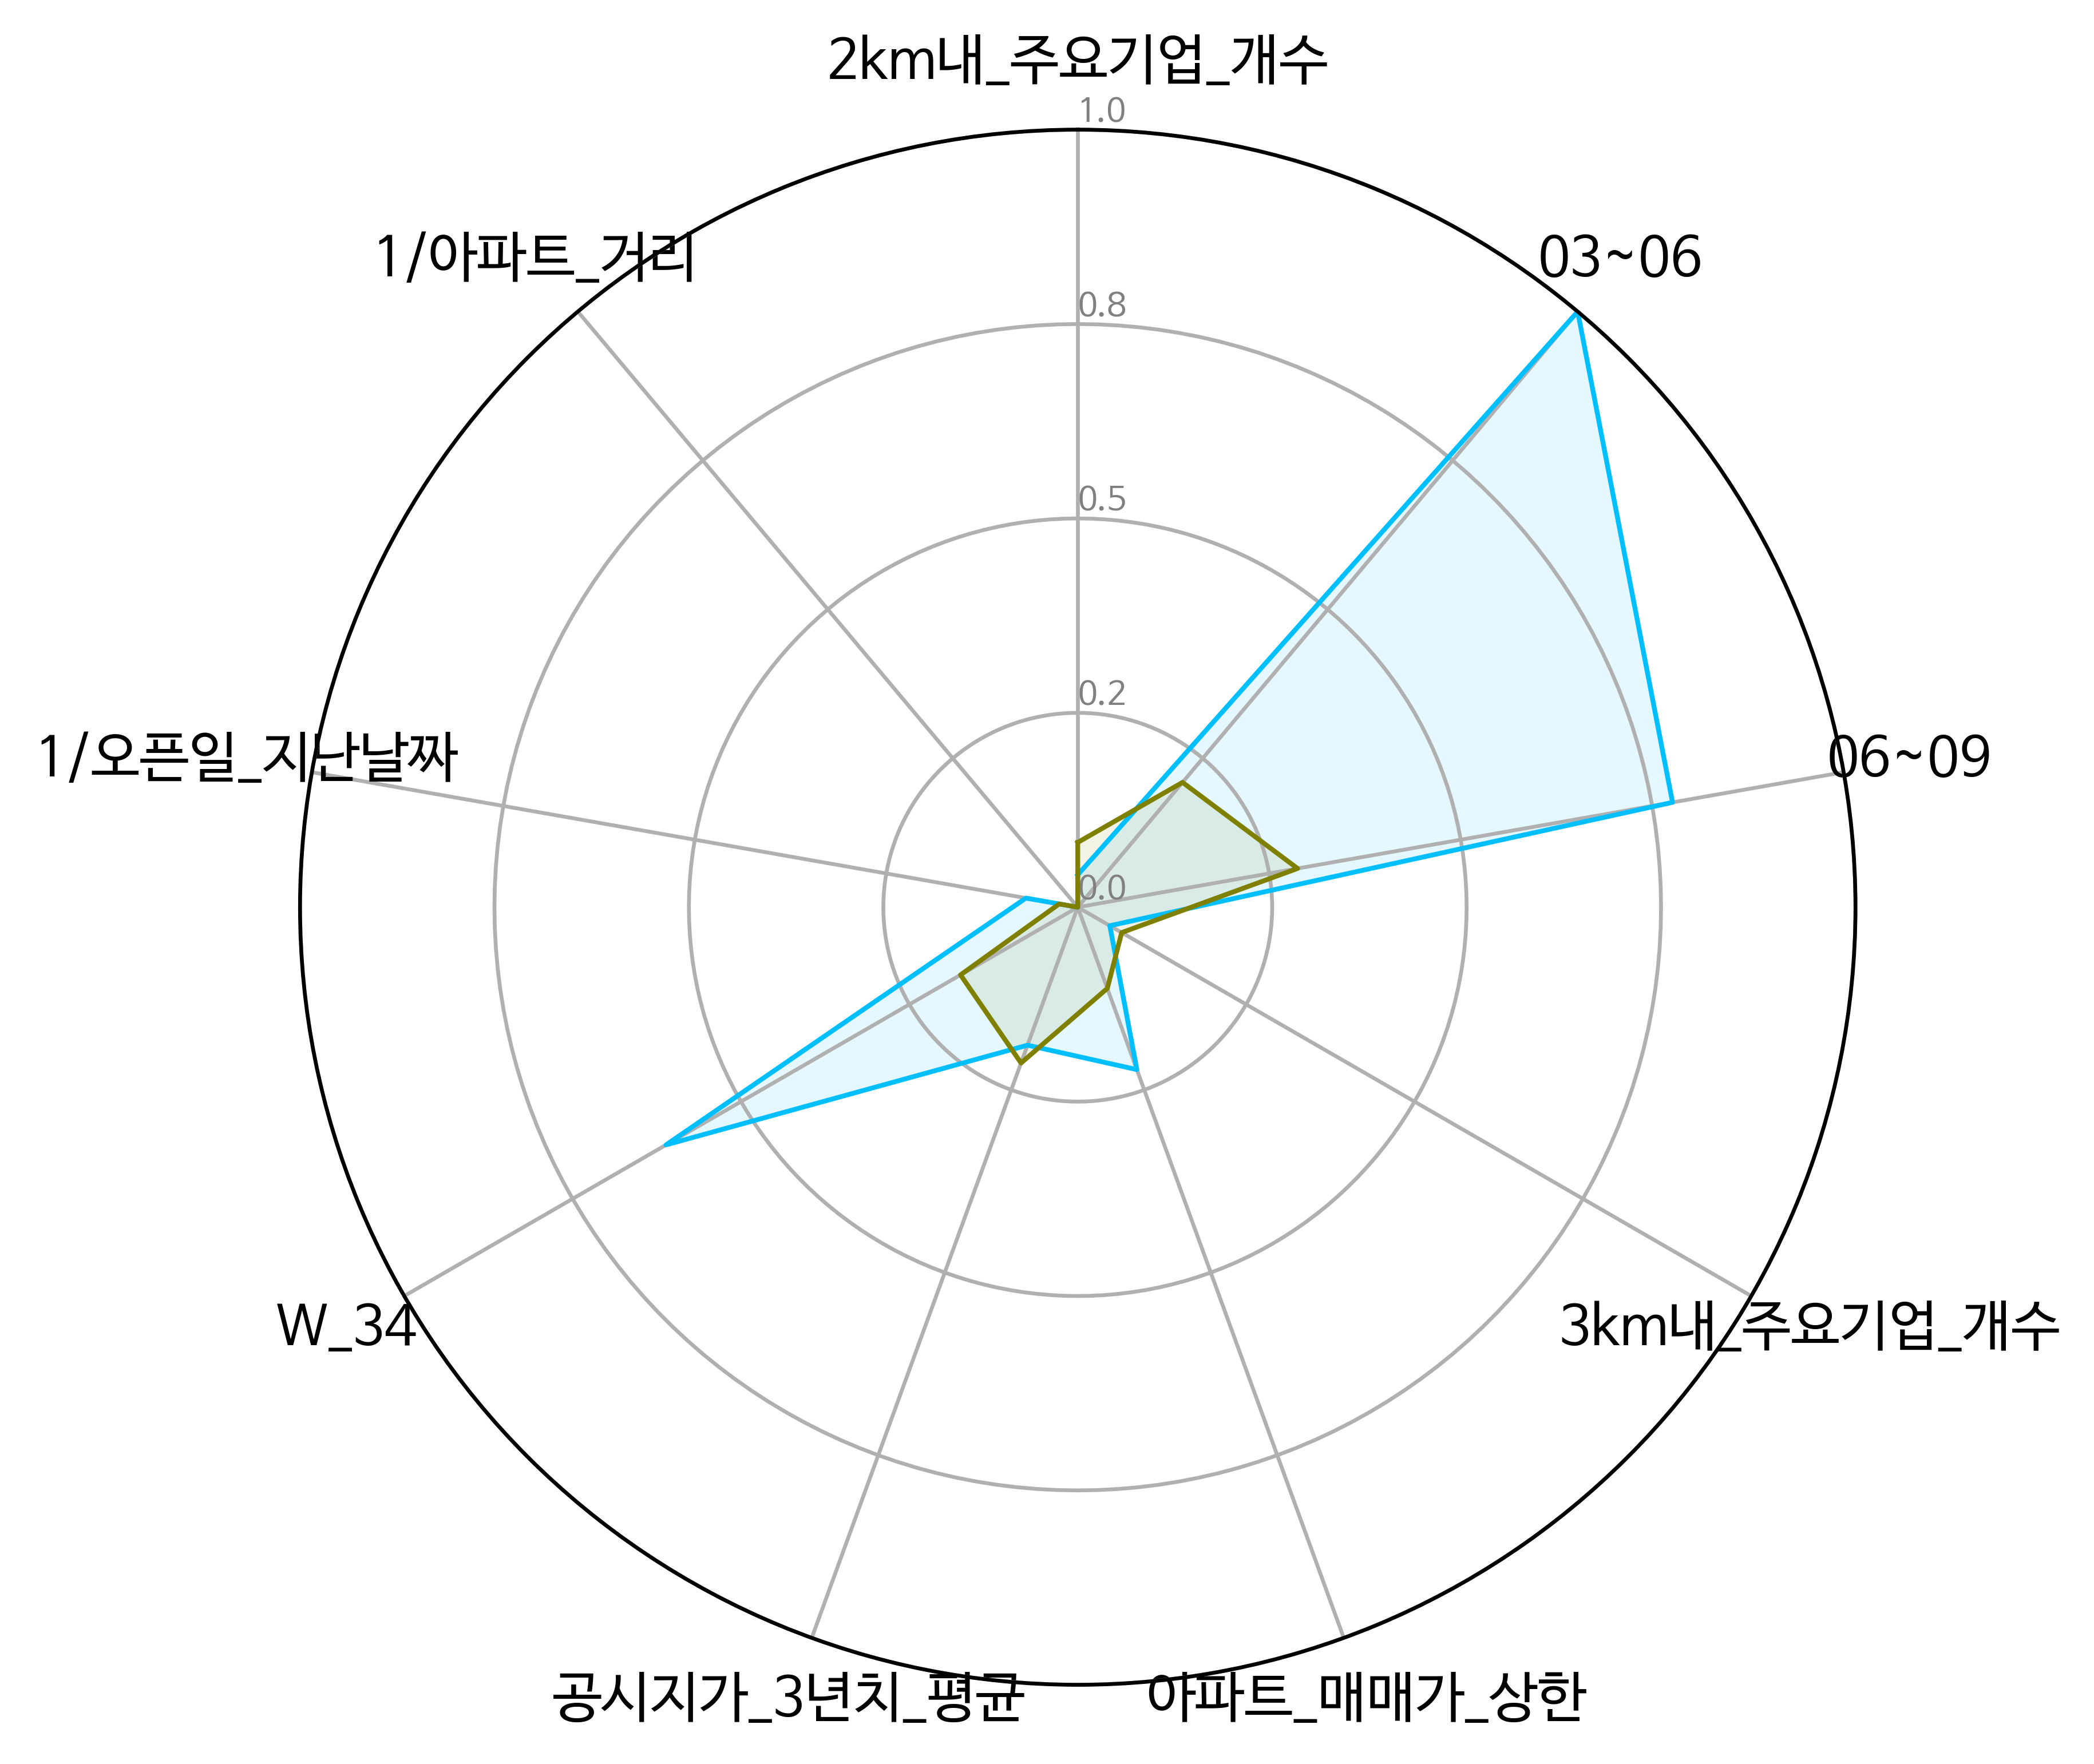 2km내_주요기업_개수
1.0
1/아파트_거리
03~06
0.8
0.5
0.2
1/오픈일_지난날짜
06~09
0.0
W_34
3km내_주요기업_개수
공시지가_3년치_평균
아파트_매매가_상한